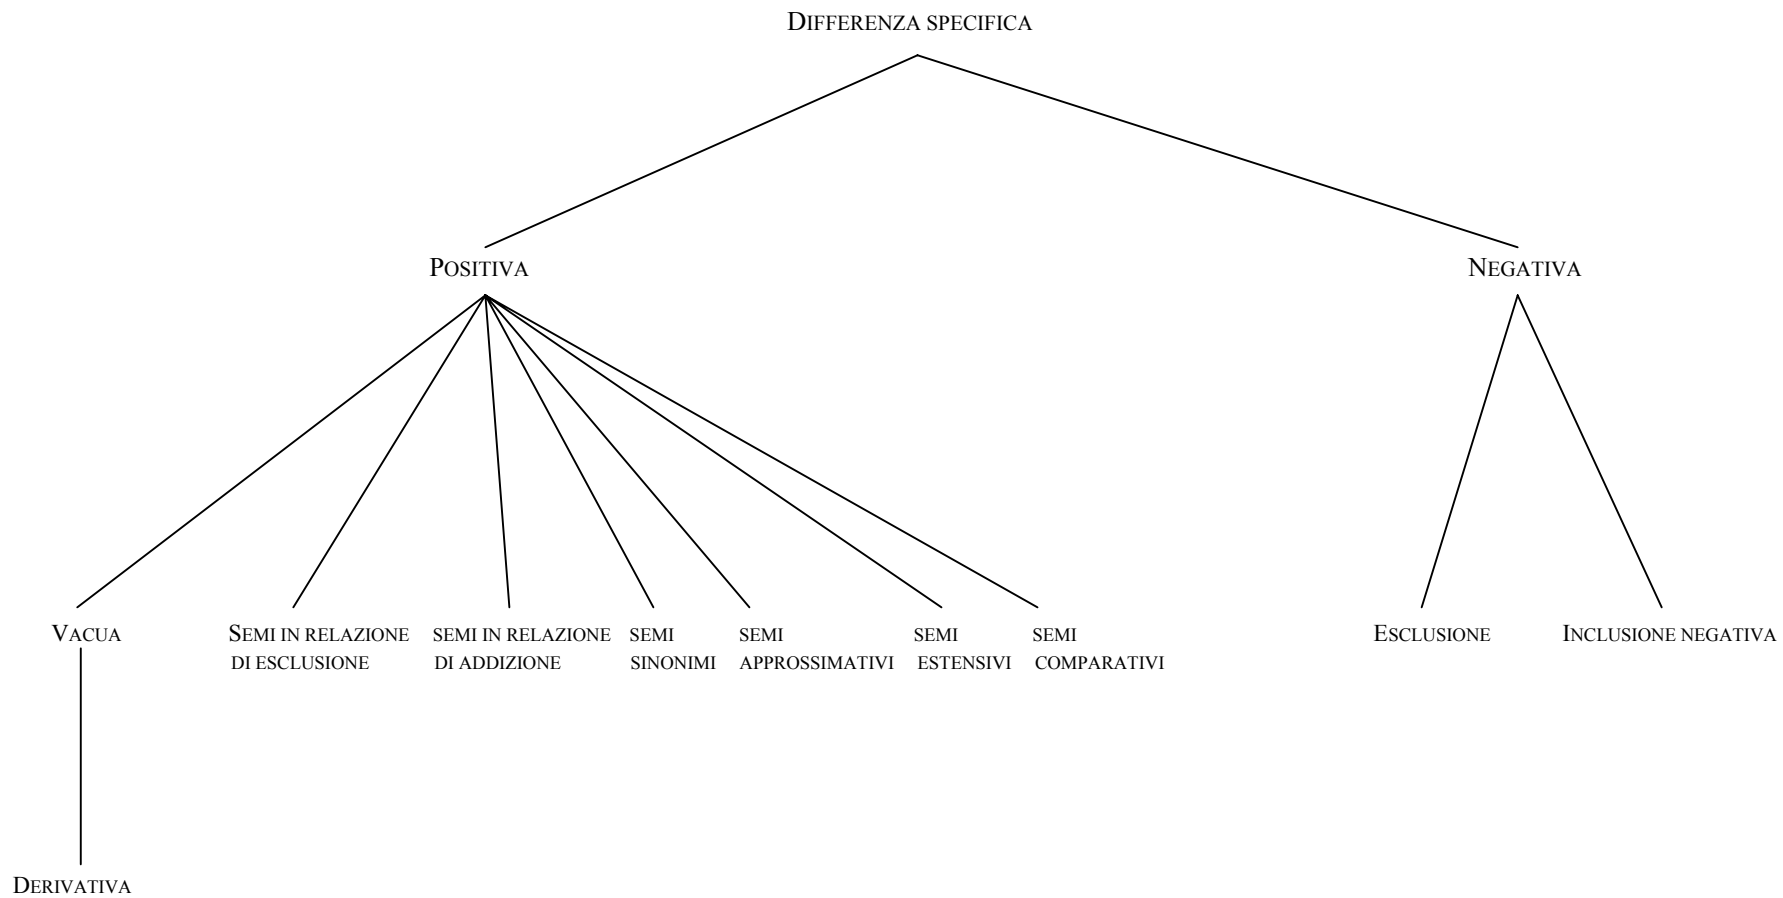 DIFFERENZA SPECIFICA
POSITIVA
NEGATIVA
VACUA
SEMI IN RELAZIONE
DI ESCLUSIONE
SEMI IN RELAZIONE
DI ADDIZIONE
SEMI
SINONIMI
SEMI
APPROSSIMATIVI
SEMI
ESTENSIVI
SEMI
COMPARATIVI
ESCLUSIONE
INCLUSIONE NEGATIVA
DERIVATIVA